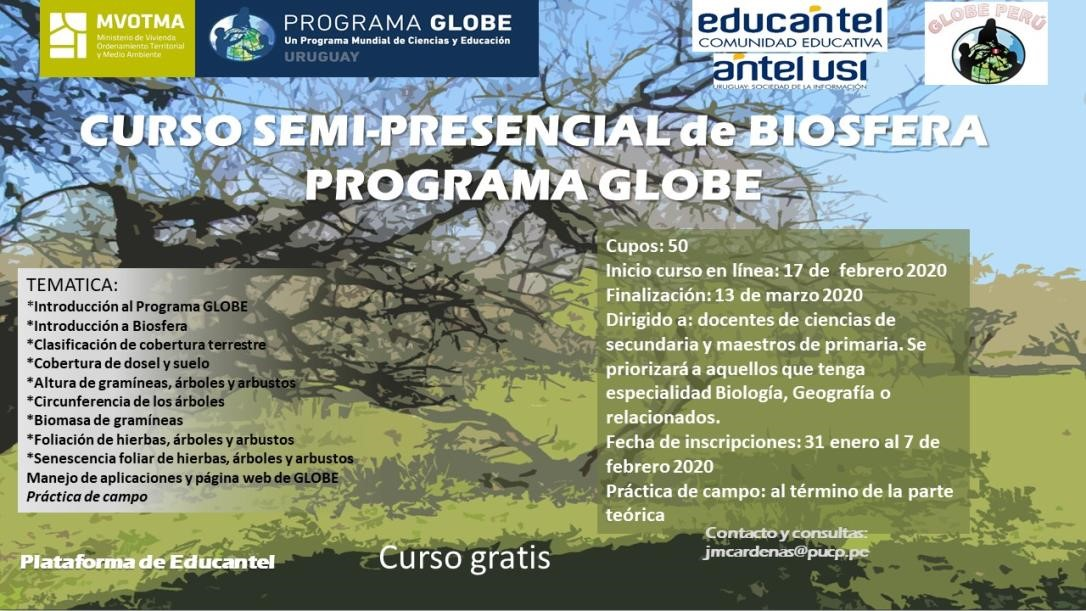 MVOTMA
Ministerio de Vivienda
Ordenamiento Territorial
y Medio Ambiente
PROGRAMA GLOBE
Un Programa Mundial de Ciencias y Educación
URUGUAY
educantel
COMUNIDAD EDUCATIVA
antel usi
URUGUAY: SOCIEDAD DE LA INFORMACIÓN
GLOBE PERÚ
CURSO SEMI-PRESENCIAL de BIOSFERA
PROGRAMA GLOBE
TEMATICA:
*Introducción al Programa GLOBE
*Introducción a Biosfera
*Clasificación de cobertura terrestre
*Cobertura de dosel y suelo
*Altura de gramíneas, árboles y arbustos
*Circunferencia de los árboles
*Biomasa de gramíneas
*Foliación de hierbas, árboles y arbustos
*Senescencia foliar de hierbas, árboles y arbustos
Manejo de aplicaciones y página web de GLOBE
Práctica de campo
Cupos: 50
Inicio curso en línea: 17 de febrero 2020
Finalización: 13 de marzo 2020
Dirigido a: docentes de ciencias de
secundaria y maestros de primaria. Se
priorizará a aquellos que tenga
especialidad Biología, Geografía o
relacionados.
Fecha de inscripciones: 31 enero al 7 de
febrero 2020
Práctica de campo: al término de la parte
teórica
Contacto y consultas:
jmcardenas@pucp.pe
Plataforma de Educantel
Curso gratis